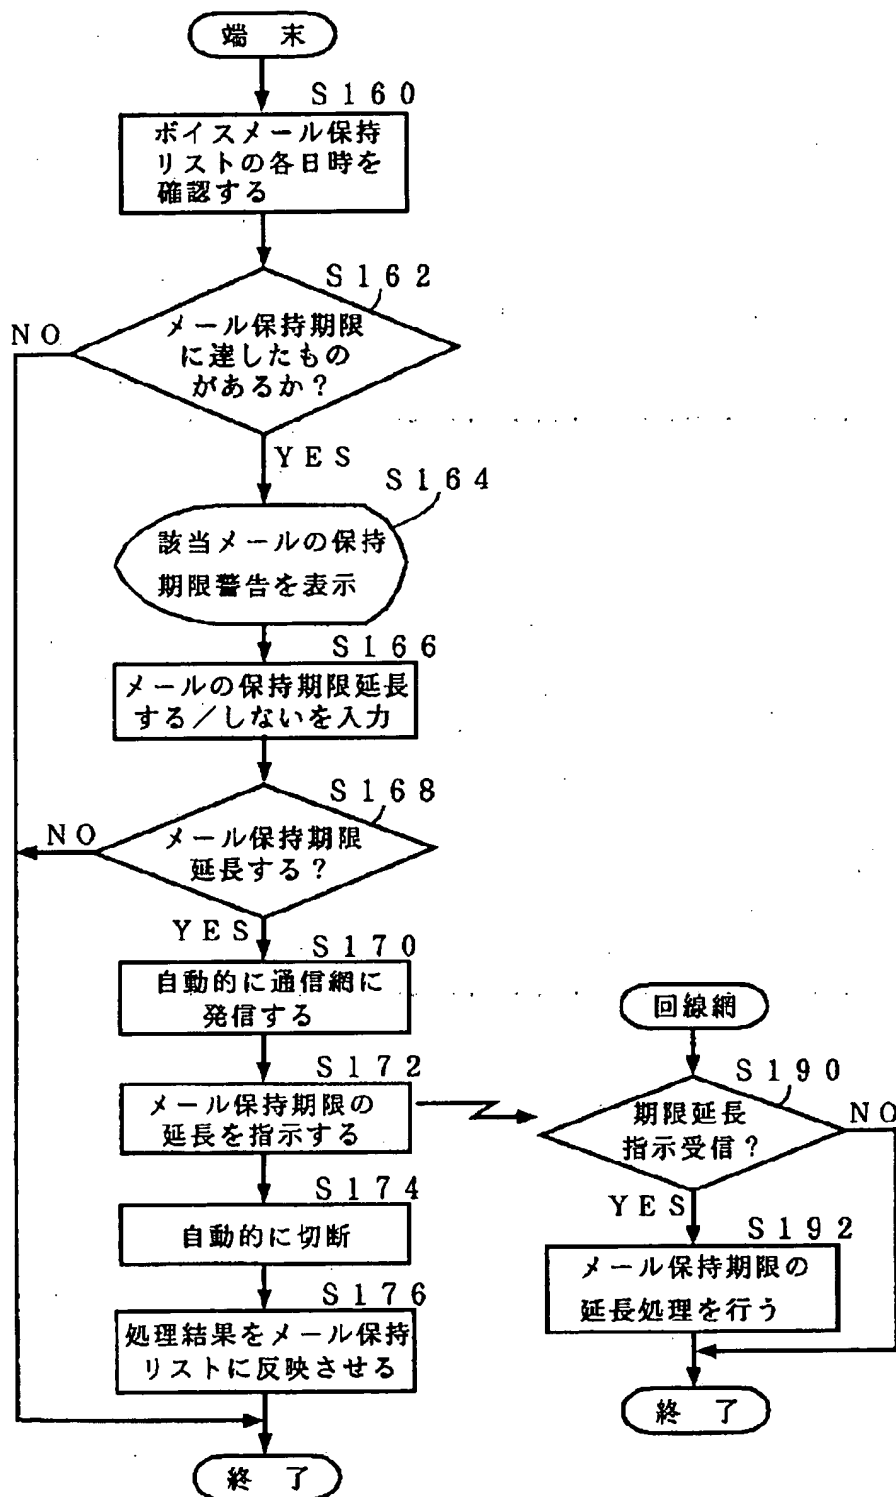 端　末
S160
ボイスメール保持
リストの各日時を
確認する
S162
メール保持期限
に達したもの
があるか？
NO
YES
S164
該当メールの保持
期限警告を表示
S166
メールの保持期限延長
する／しないを入力
S168
メール保持期限
延長する？
NO
YES
S170
自動的に通信網に
発信する
S172
メール保持期限の
延長を指示する
S174
自動的に切断
S176
処理結果をメール保持
リストに反映させる
終　了
回線網
S190
期限延長
指示受信？
NO
YES
S192
メール保持期限の
延長処理を行う
終　了